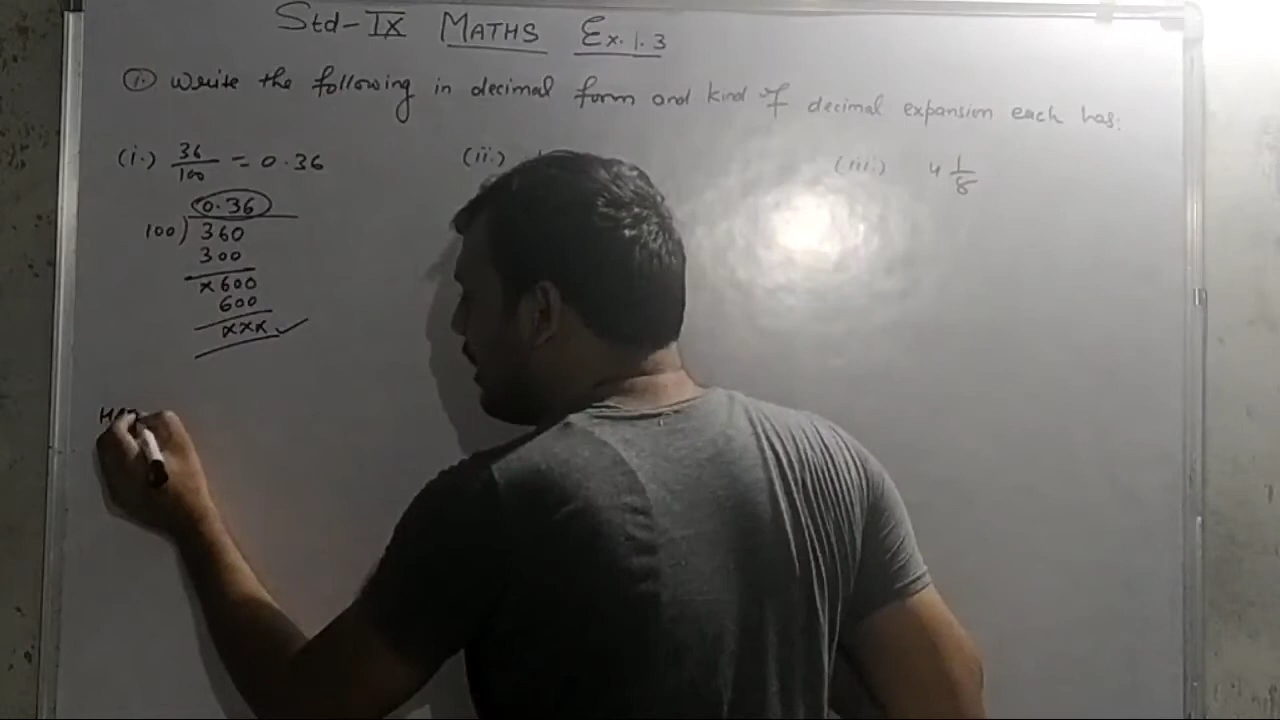 Std-IX MATHS Ex.1.3
① Write the following in decimal form and kind of decimal expansion each has:
(i.) 36/100 = 0.36 (ii.) (iii.) 4 1/8
0.36
100) 360
300
x600
600
xxx ✓